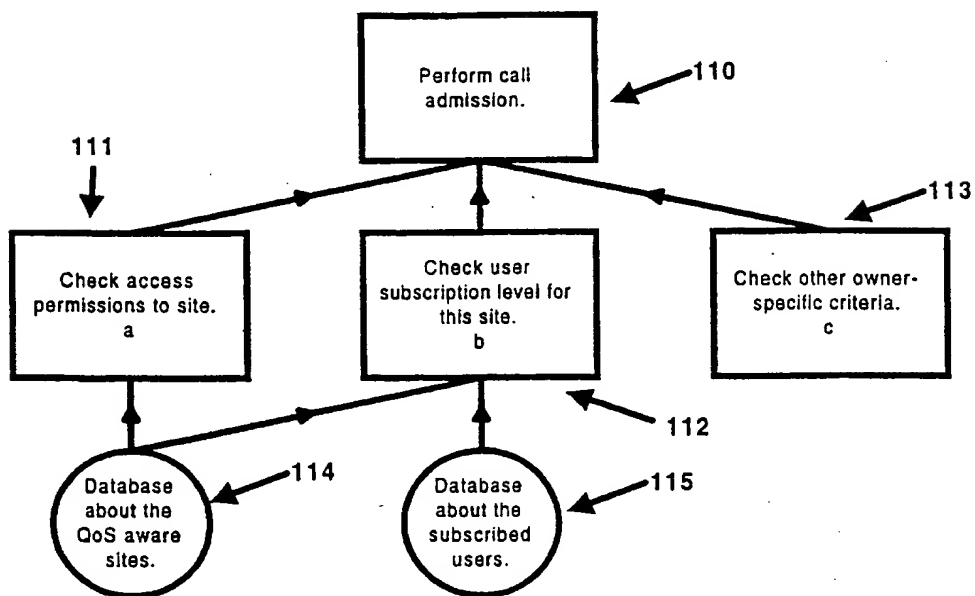 Perform call
admission.
110
111
113
Check access
permissions to site.
a
Check user
subscription level for
this site.
b
Check other owner-
specific criteria.
c
112
114
115
Database
about the
QoS aware
sites.
Database
about the
subscribed
users.